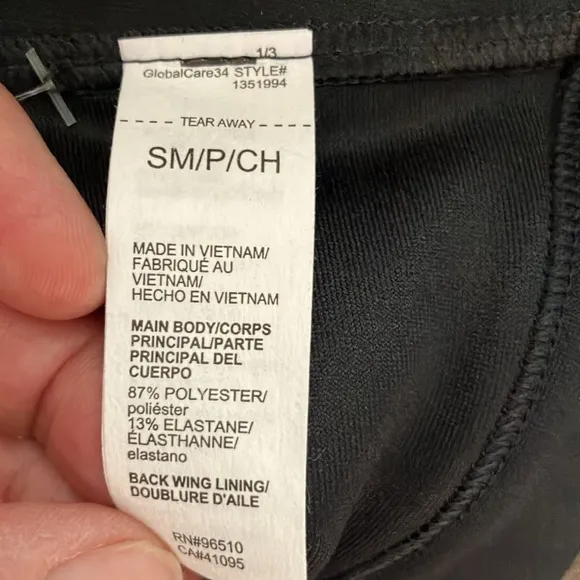 1/3
GlobalCare34 STYLE#
1351994
TEAR AWAY
SM/P/CH
MADE IN VIETNAM/
FABRIQUÉ AU
VIETNAM/
HECHO EN VIETNAM
MAIN BODY/CORPS
PRINCIPAL/PARTE
PRINCIPAL DEL
CUERPO
87% POLYESTER/
poliéster
13% ELASTANE/
ÉLASTHANNE/
elastano
BACK WING LINING/
DOUBLURE D'AILE
RN#96510
CA#41095